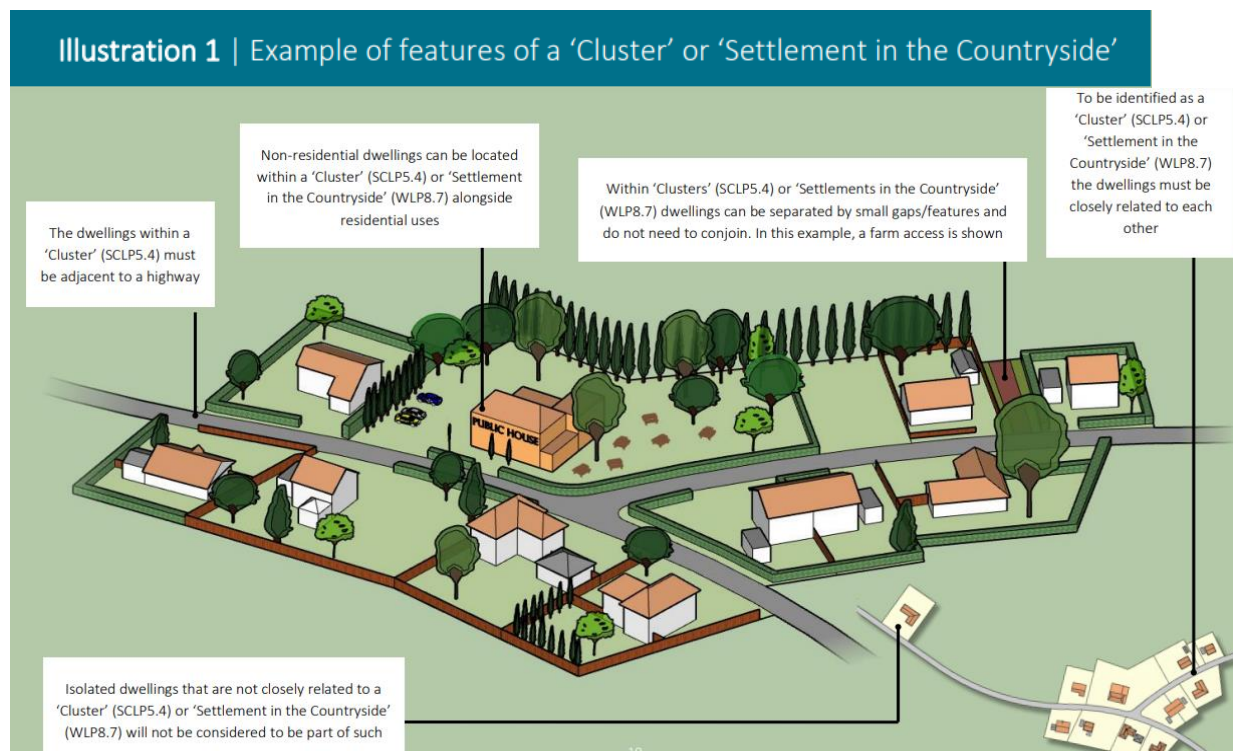 Illustration 1 | Example of features of a ‘Cluster’ or ‘Settlement in the Countryside’
To be identified as a
‘Cluster’ (SCLP5.4) or
‘Settlement in the
Countryside’ (WLP8.7)
the dwellings must be
closely related to each
other
Non-residential dwellings can be located
within a ‘Cluster’ (SCLP5.4) or ‘Settlement
in the Countryside’ (WLP8.7) alongside
residential uses
Within ‘Clusters’ (SCLP5.4) or ‘Settlements in the Countryside’
(WLP8.7) dwellings can be separated by small gaps/features and
do not need to conjoin. In this example, a farm access is shown
The dwellings within a
‘Cluster’ (SCLP5.4) must
be adjacent to a highway
PUBLIC HOUSE
Isolated dwellings that are not closely related to a
‘Cluster’ (SCLP5.4) or ‘Settlement in the Countryside’
(WLP8.7) will not be considered to be part of such